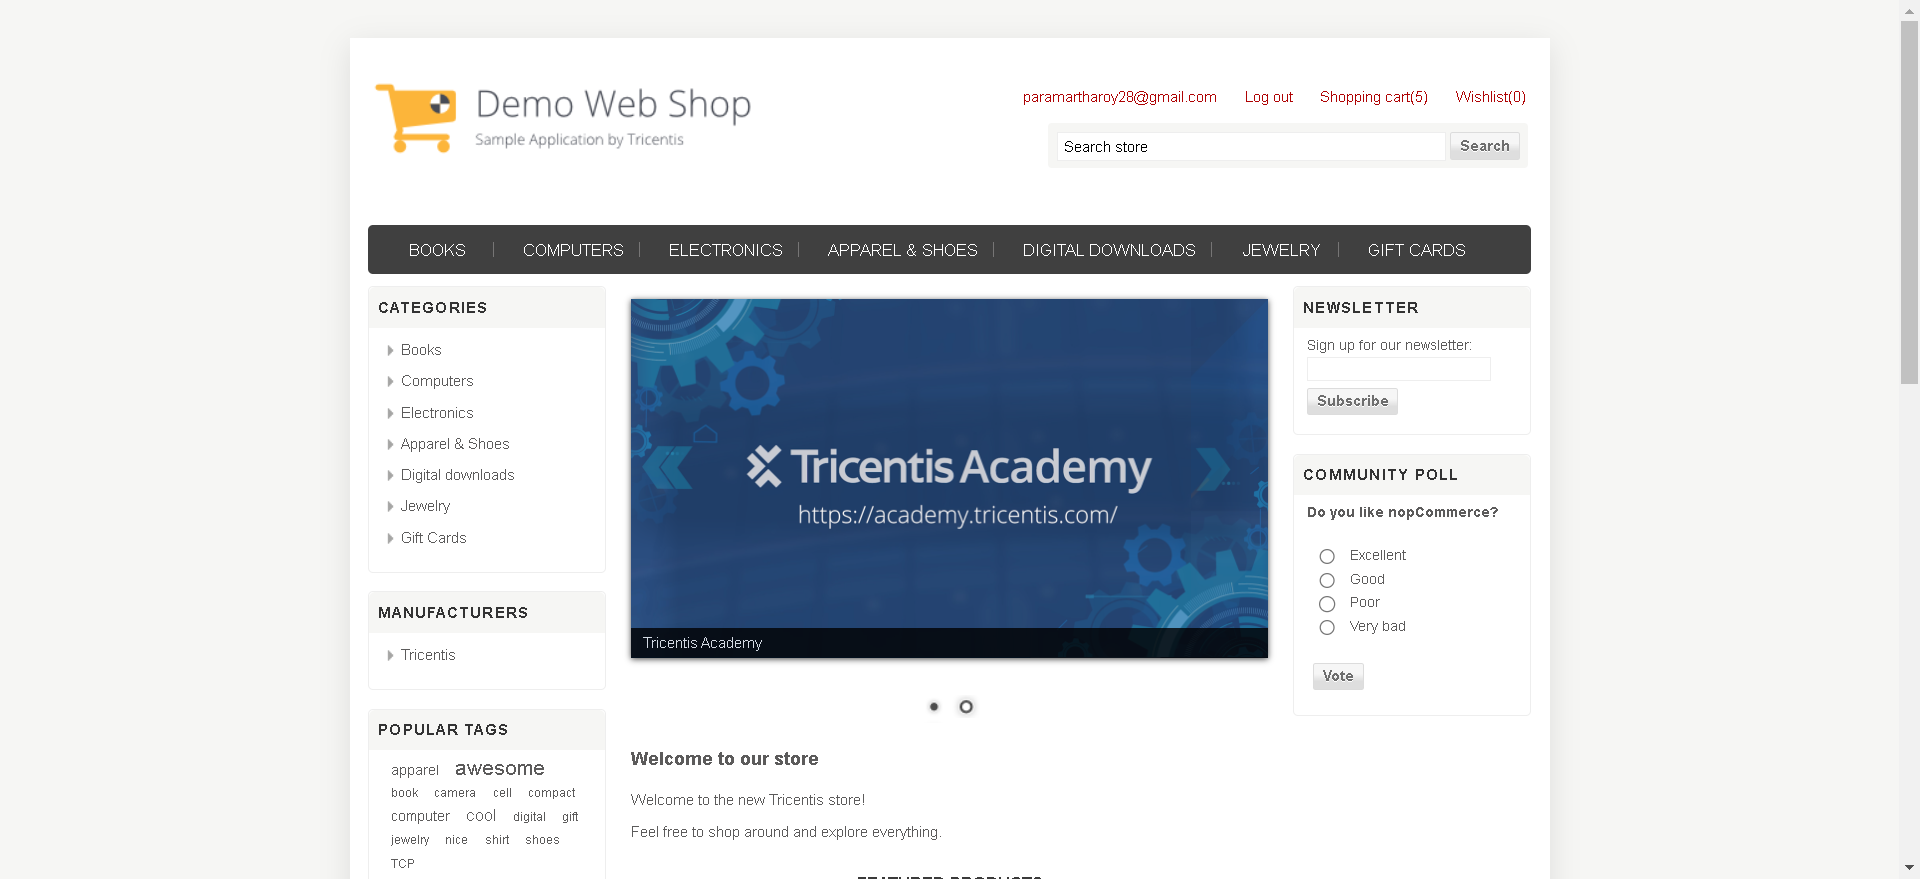 Demo Web Shop
Sample Application by Tricentis
paramartharoy28@gmail.com Log out Shopping cart(5) Wishlist(0)
Search store Search
BOOKS COMPUTERS ELECTRONICS APPAREL & SHOES DIGITAL DOWNLOADS JEWELRY GIFT CARDS
CATEGORIES
Books
Computers
Electronics
Apparel & Shoes
Digital downloads
Jewelry
Gift Cards
MANUFACTURERS
Tricentis
POPULAR TAGS
apparel awesome
book camera cell compact
computer cool digital gift
jewelry nice shirt shoes
TCP
Tricentis Academy
https://academy.tricentis.com/
Tricentis Academy
Welcome to our store
Welcome to the new Tricentis store!
Feel free to shop around and explore everything.
FEATURED PRODUCTS
NEWSLETTER
Sign up for our newsletter:
Subscribe
COMMUNITY POLL
Do you like nopCommerce?
Excellent
Good
Poor
Very bad
Vote